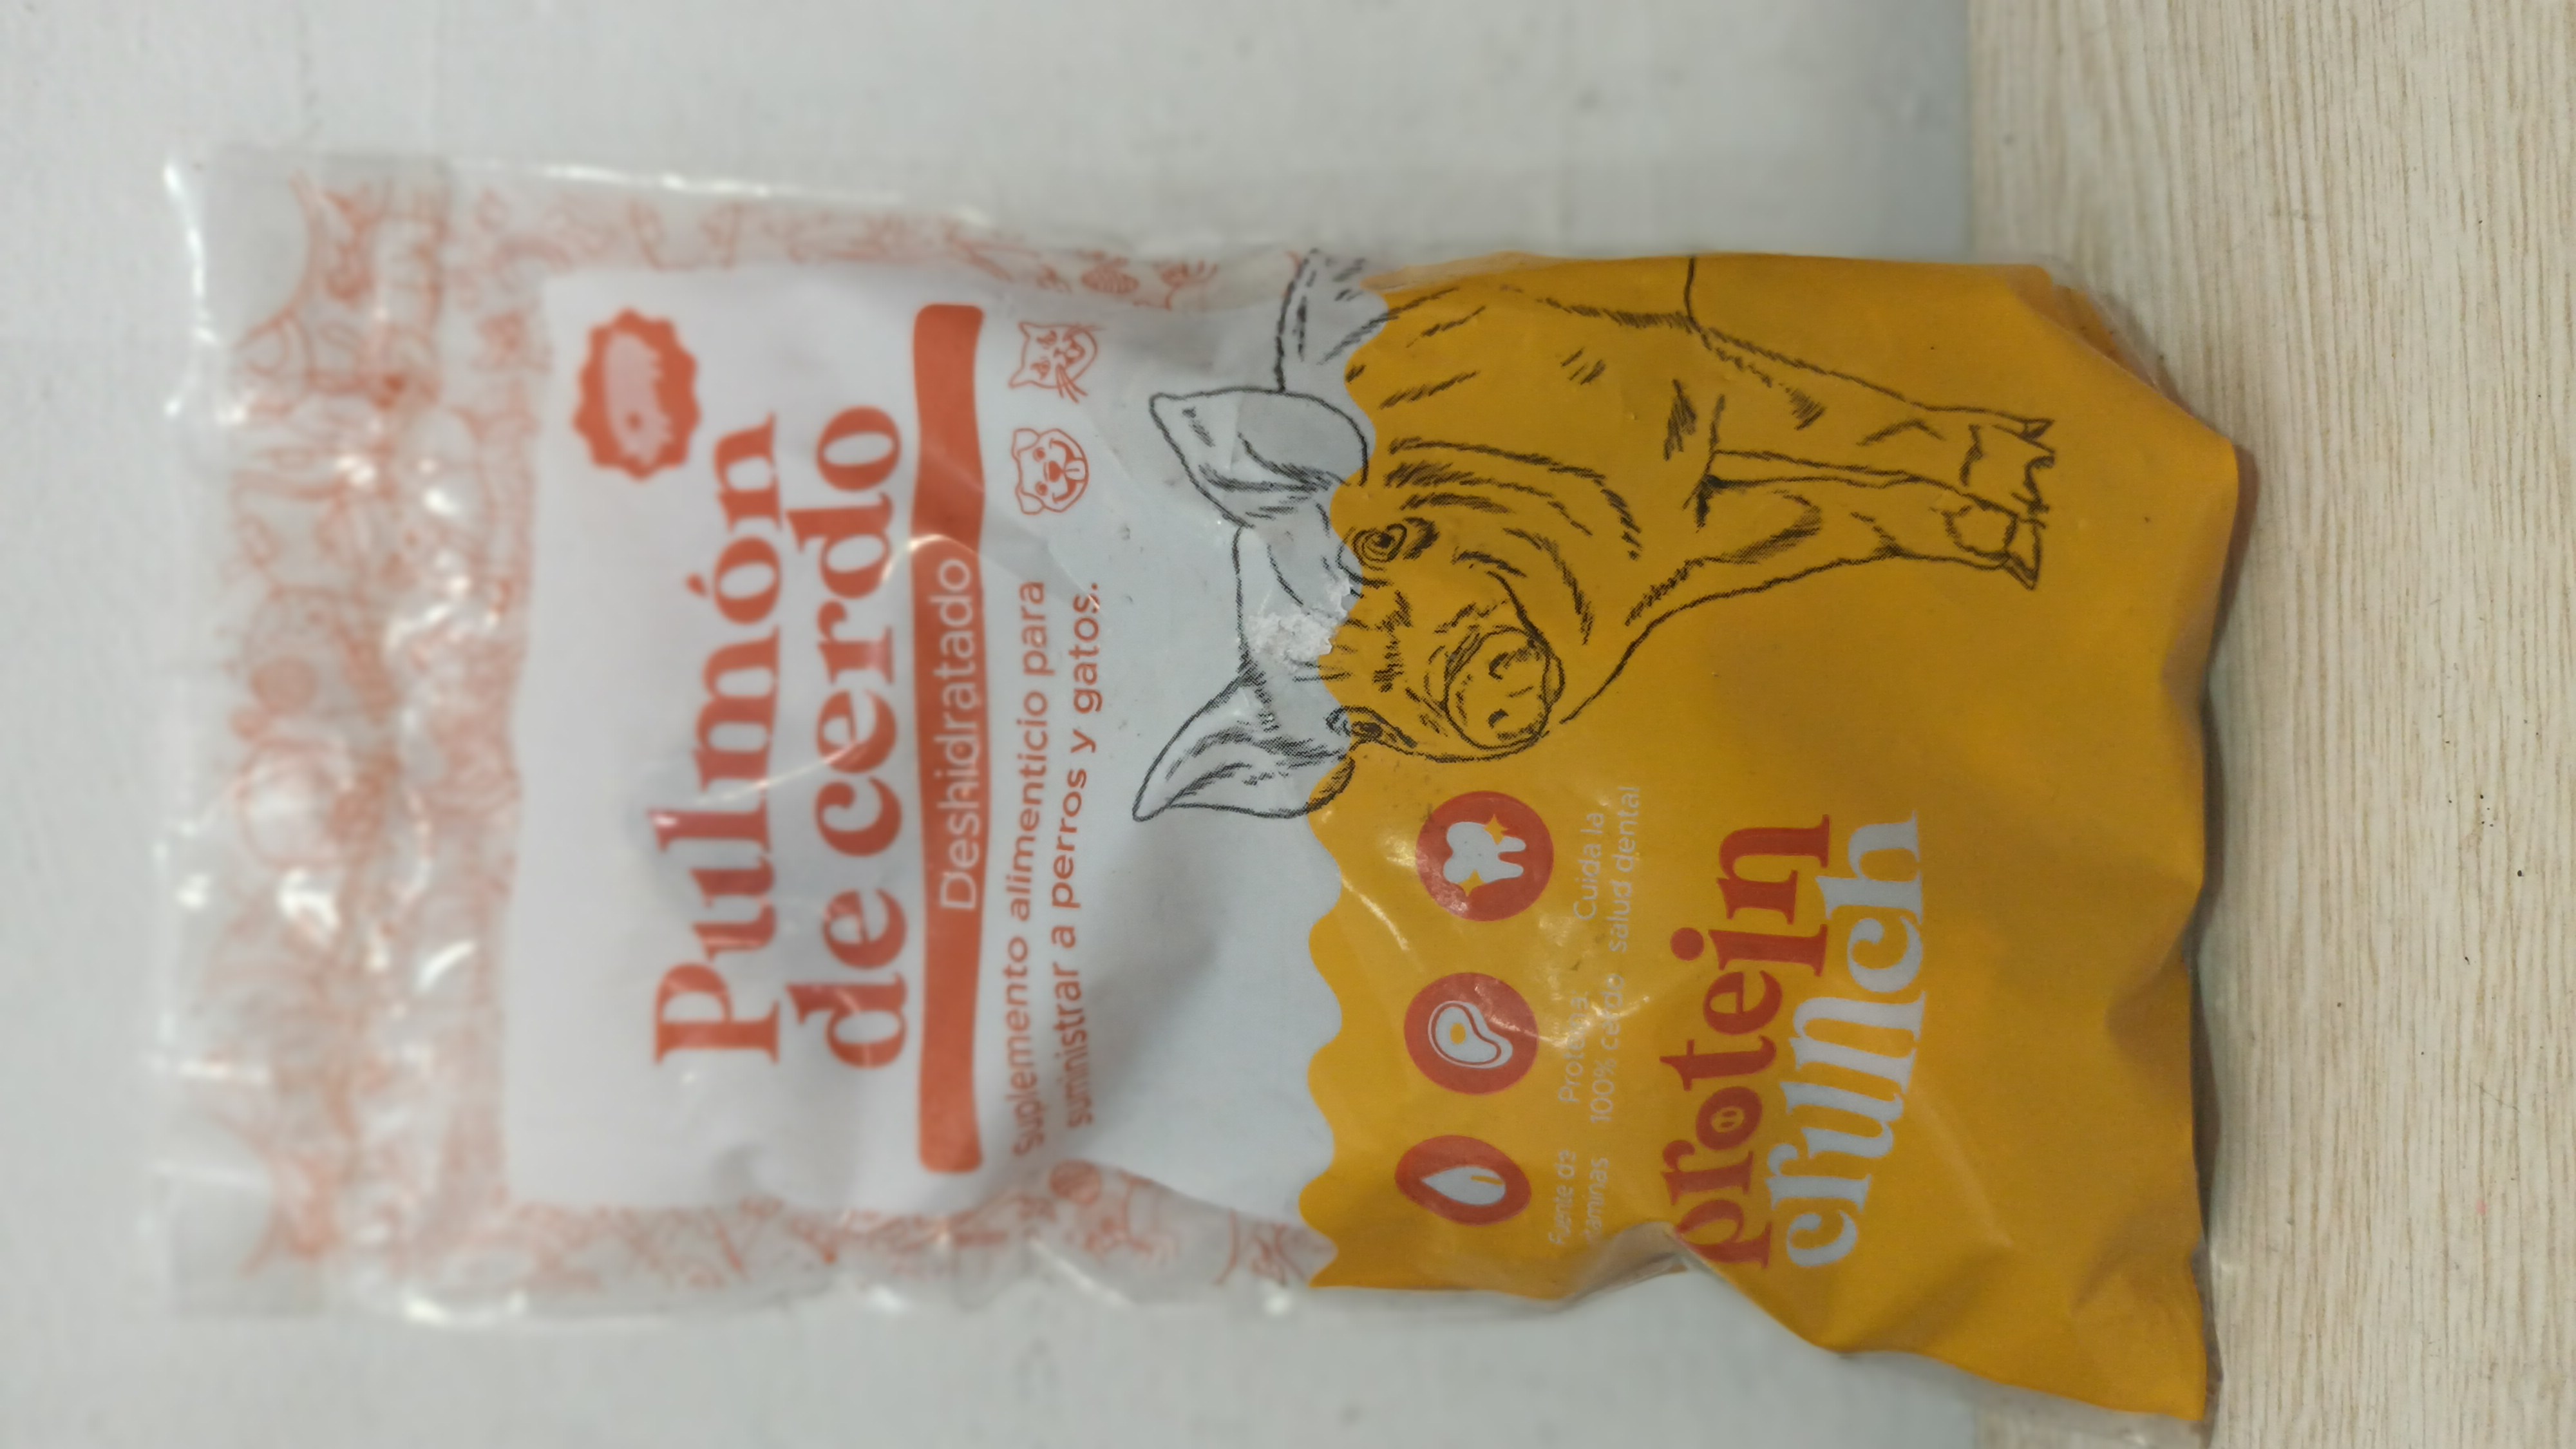 Pulmón
de cerdo
Deshidratado
Suplemento alimenticio para
suministrar a perros y gatos.
Fuente de
taminas
Proteína
100% cerdo
Cuida la
salud dental
protein
crunch